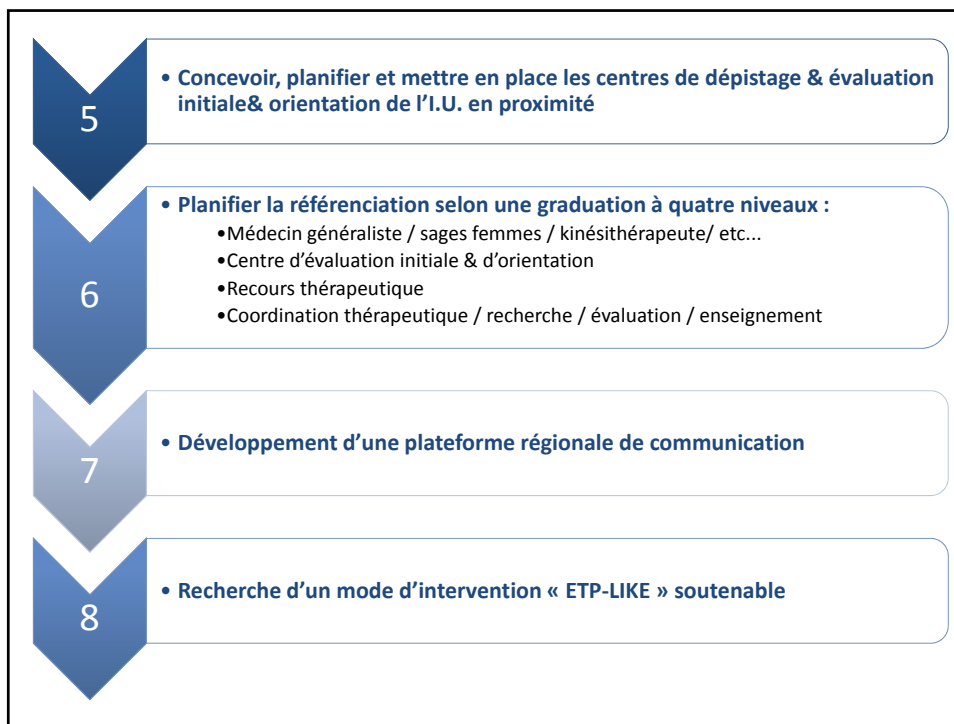 5
• Concevoir, planifier et mettre en place les centres de dépistage & évaluation
initiale& orientation de l’I.U. en proximité
6
• Planifier la référenciation selon une graduation à quatre niveaux :
•Médecin généraliste / sages femmes / kinésithérapeute/ etc...
•Centre d’évaluation initiale & d’orientation
•Recours thérapeutique
•Coordination thérapeutique / recherche / évaluation / enseignement
7
• Développement d’une plateforme régionale de communication
8
• Recherche d’un mode d’intervention « ETP-LIKE » soutenable